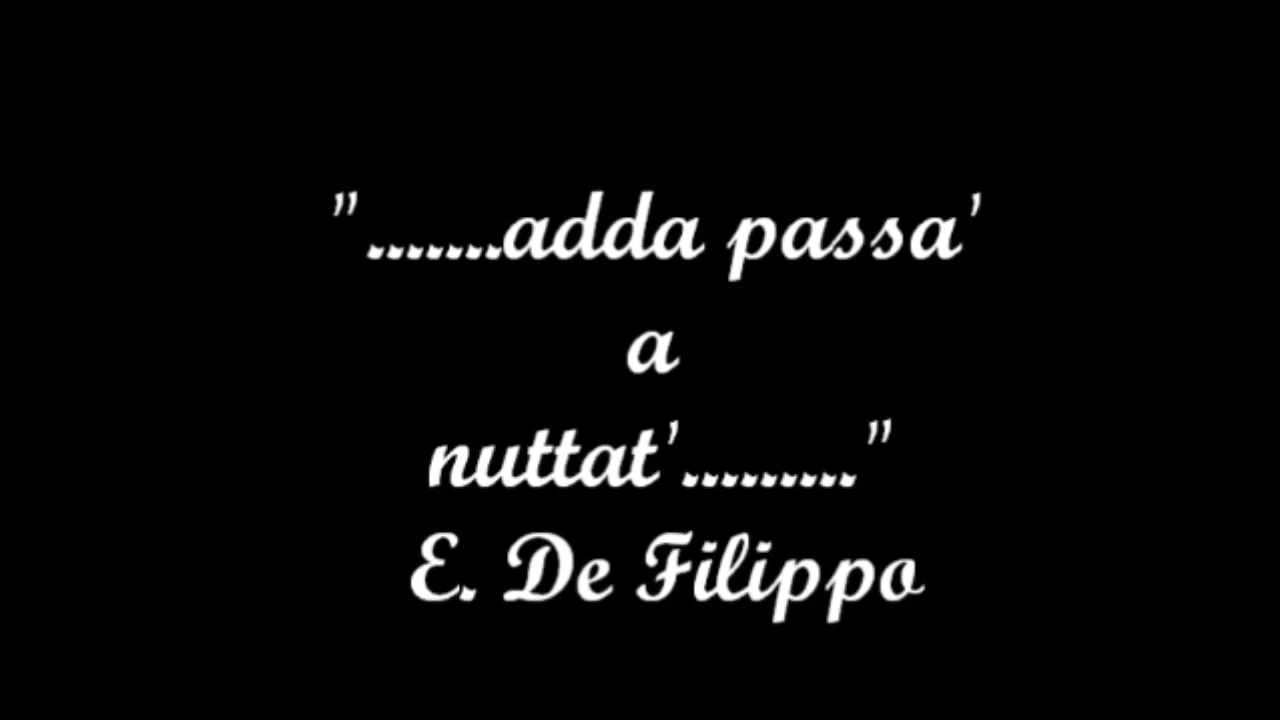 ".......adda passa'
a
nuttat'........."
E. De Filippo